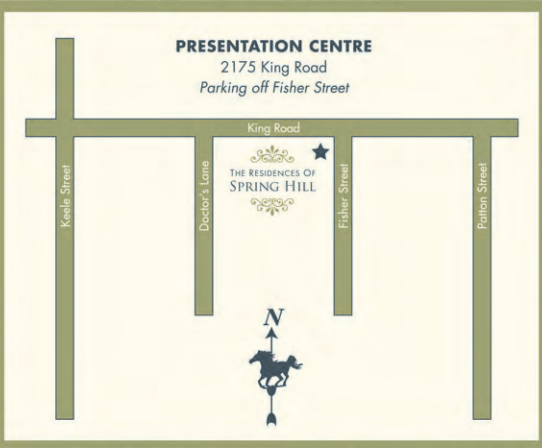 PRESENTATION CENTRE
2175 King Road
Parking off Fisher Street
King Road
Keele Street
Doctor's Lane
THE RESIDENCES OF
SPRING HILL
Fisher Street
Patton Street
N